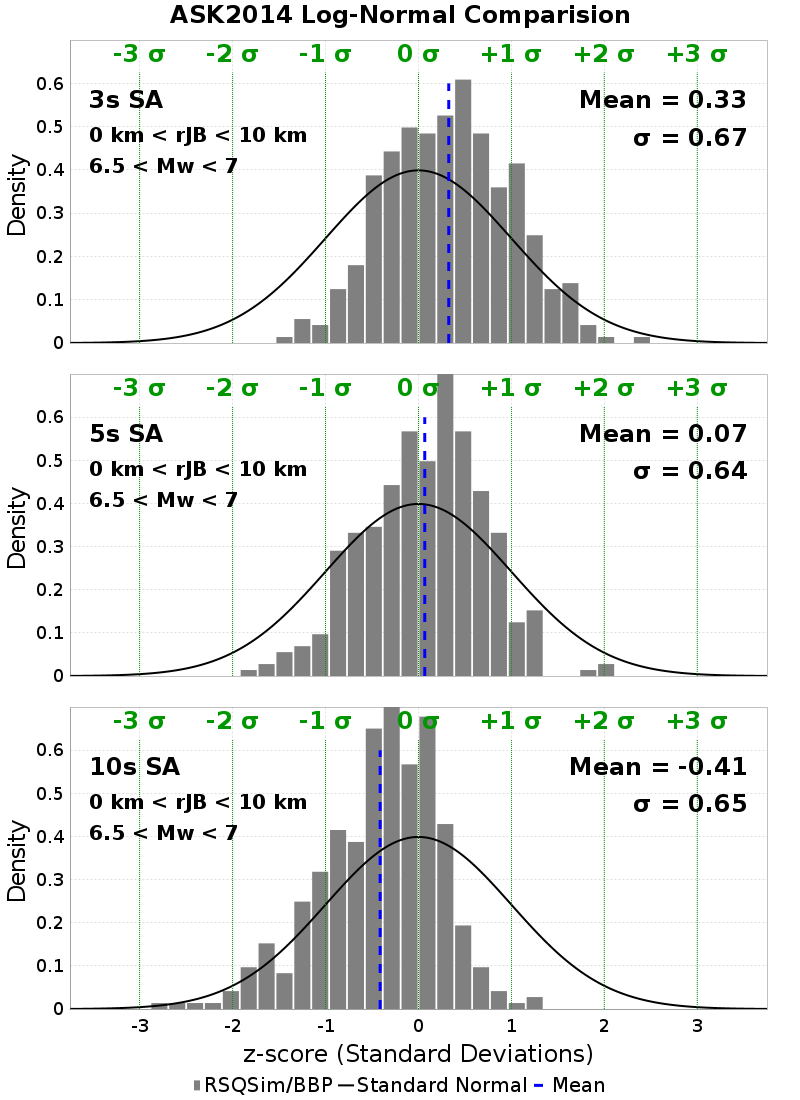 ASK2014 Log-Normal Comparision
-3 σ -2 σ -1 σ 0 σ +1 σ +2 σ +3 σ
0.6
3s SA Mean = 0.33
0.5
0 km < rJB < 10 km σ = 0.67
6.5 < Mw < 7
0.4
0.3
0.2
0.1
0
Density
-3 σ -2 σ -1 σ 0 σ +1 σ +2 σ +3 σ
0.6
5s SA Mean = 0.07
0.5
0 km < rJB < 10 km σ = 0.64
6.5 < Mw < 7
0.4
0.3
0.2
0.1
0
Density
-3 σ -2 σ -1 σ 0 σ +1 σ +2 σ +3 σ
0.6
10s SA Mean = -0.41
0.5
0 km < rJB < 10 km σ = 0.65
6.5 < Mw < 7
0.4
0.3
0.2
0.1
0
Density
-3 -2 -1 0 1 2 3
z-score (Standard Deviations)
RSQSim/BBP Standard Normal Mean